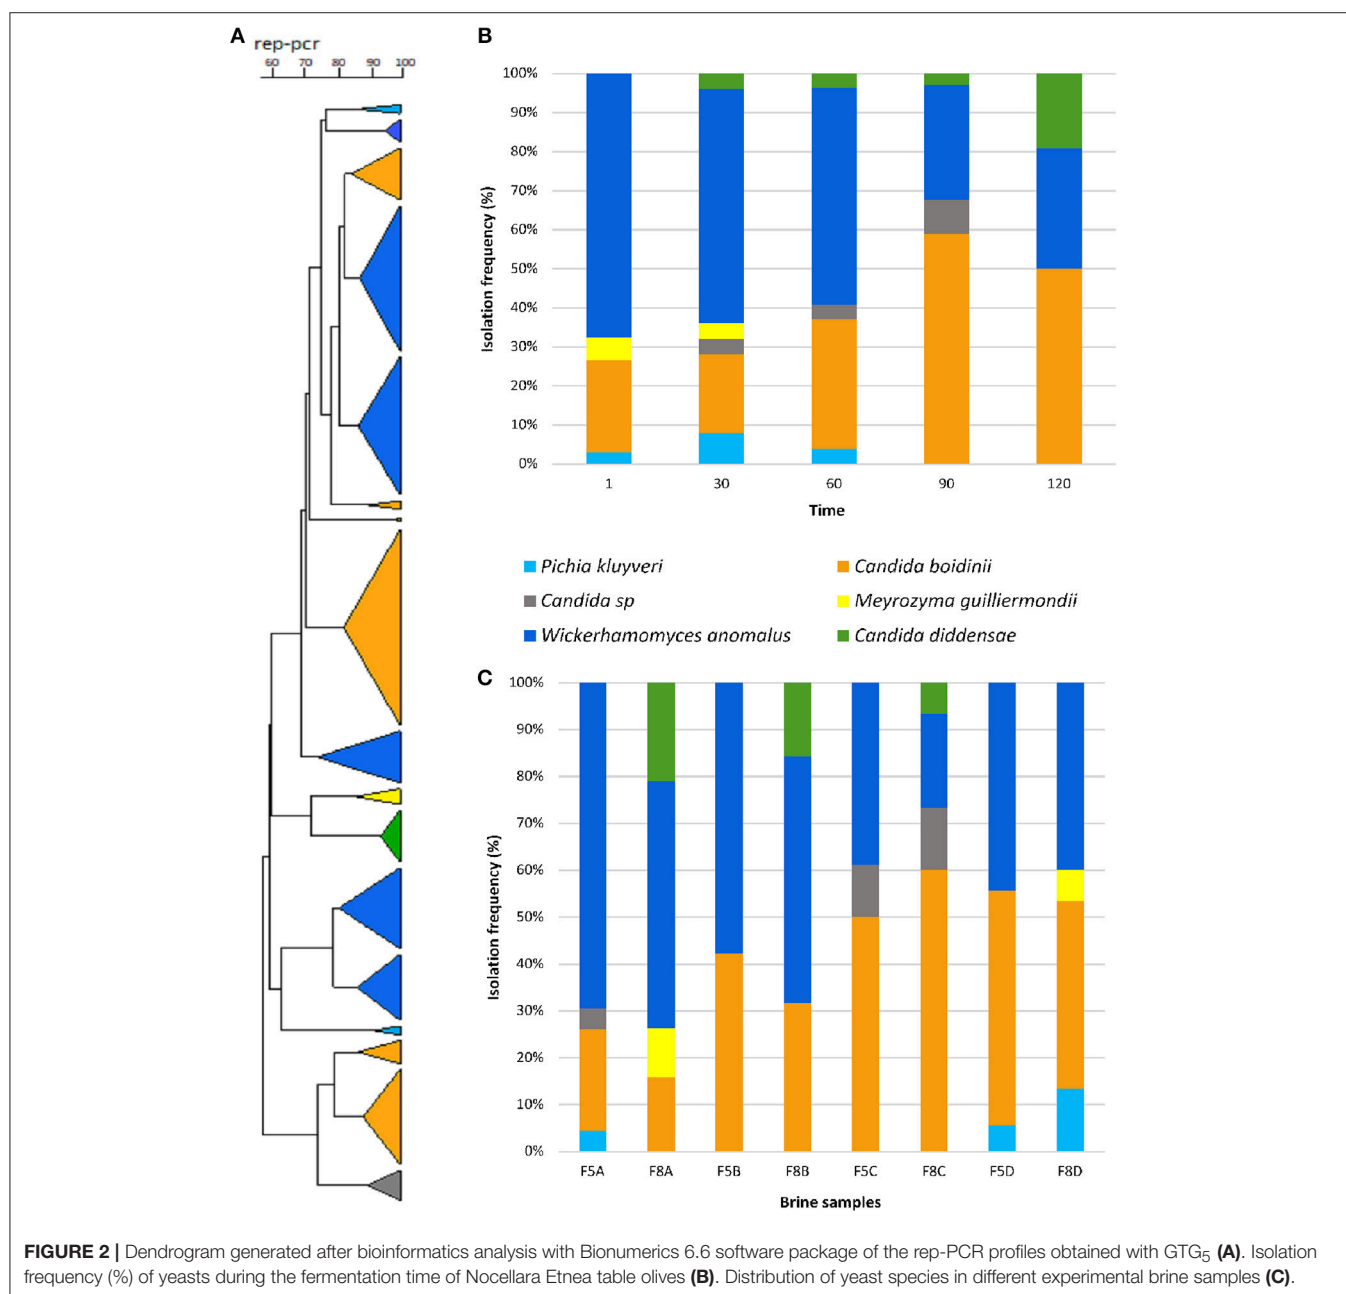 A
rep-pcr
60 70 80 90 100
B
100%
90%
80%
70%
60%
50%
40%
30%
20%
10%
0%
Isolation frequency (%)
1 30 60 90 120
Time
Pichia kluyveri
Candida boidinii
Candida sp
Meyrozyma guilliermondii
Wickerhamomyces anomalus
Candida diddensae
C
100%
90%
80%
70%
60%
50%
40%
30%
20%
10%
0%
Isolation frequency (%)
F5A F8A F5B F8B F5C F8C F5D F8D
Brine samples
FIGURE 2 | Dendrogram generated after bioinformatics analysis with Bionumerics 6.6 software package of the rep-PCR profiles obtained with GTG5 (A). Isolation
frequency (%) of yeasts during the fermentation time of Nocellara Etnea table olives (B). Distribution of yeast species in different experimental brine samples (C).